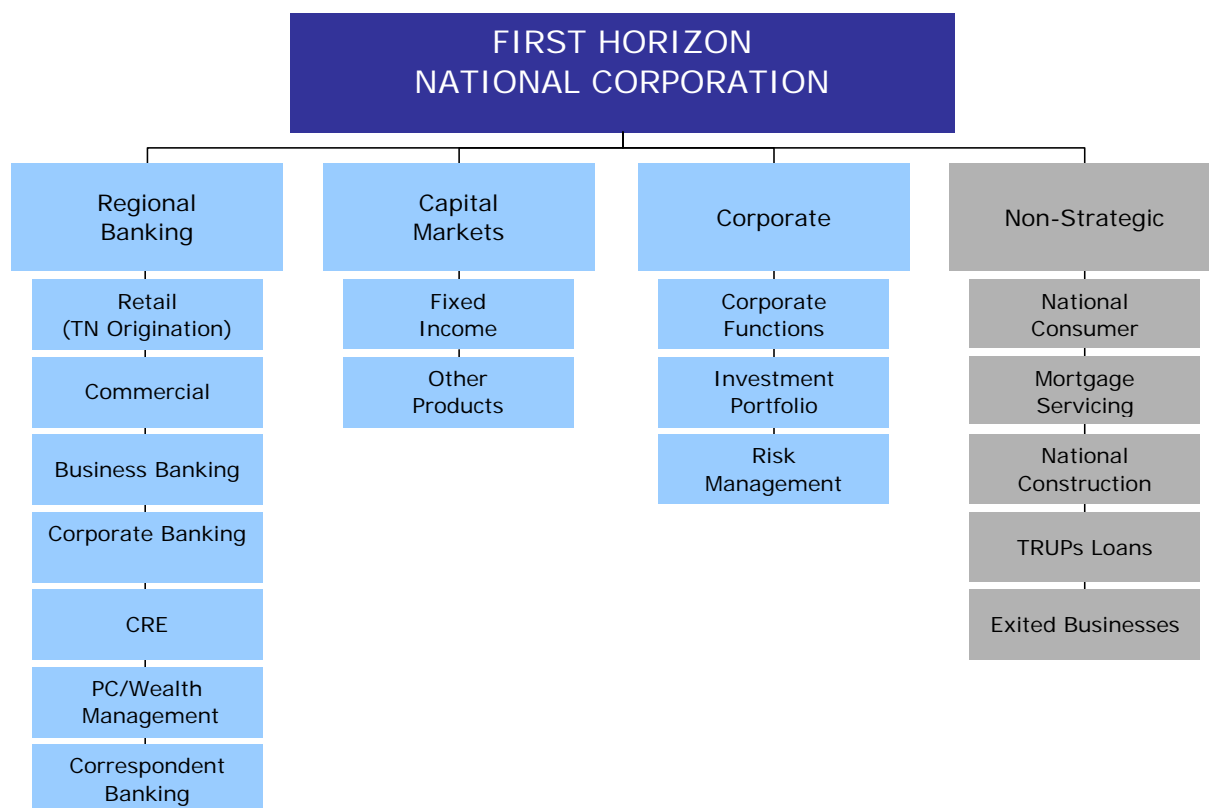 FIRST HORIZON
NATIONAL CORPORATION
Regional
Banking
Retail
(TN Origination)
Commercial
Business Banking
Corporate Banking
CRE
PC/Wealth
Management
Correspondent
Banking
Capital
Markets
Fixed
Income
Other
Products
Corporate
Corporate
Functions
Investment
Portfolio
Risk
Management
Non-Strategic
National
Consumer
Mortgage
Servicing
National
Construction
TRUPs Loans
Exited Businesses